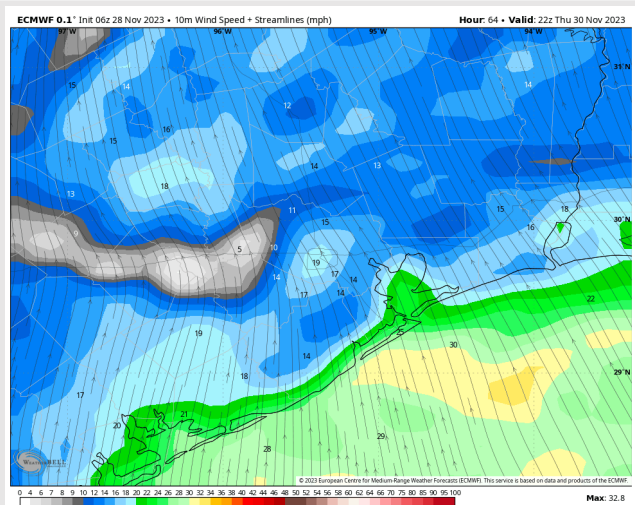 ECMWF 0.1° Init 06z 28 Nov 2023 • 10m Wind Speed + Streamlines (mph)
Hour: 64 • Valid: 22z Thu 30 Nov 2023
97°W 96°W 95°W 94°W
31°N
15 14 14
12
16
15
14 13
18
13
11 15 15 18
30°N
16
9 5 10
19
14 17 14
17 22
25
19 30
14
29°N
18
17
21
20
28 29
WeatherBELL
© 2023 European Centre for Medium-Range Weather Forecasts (ECMWF). This service is based on data and products of the ECMWF.
0 4 6 7 8 9 10 12 14 16 18 20 22 24 26 28 30 32 34 36 38 40 42 44 46 48 50 52 54 56 58 60 62 64 66 68 70 75 80 85 90 95 100
Max: 32.8